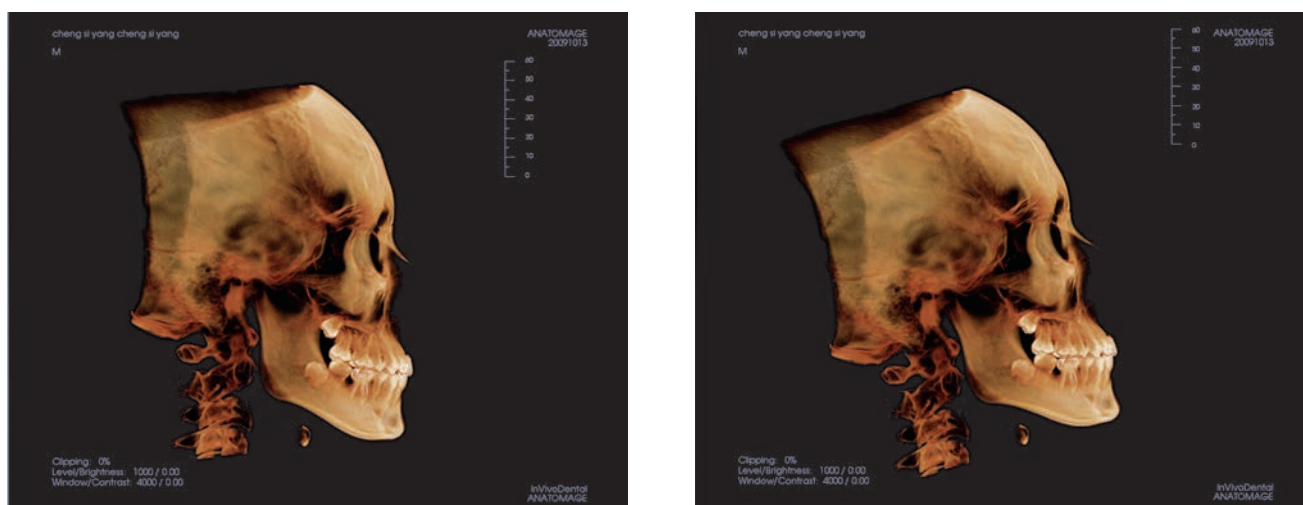 cheng si yang cheng si yang
M
ANATOMAGE
20091013
60
50
40
30
20
10
0
Clipping: 0%
Level/Brightness: 1000 / 0.00
Window/Contrast: 4000 / 0.00
InVivoDental
ANATOMAGE
cheng si yang cheng si yang
M
ANATOMAGE
20091013
60
50
40
30
20
10
0
Clipping: 0%
Level/Brightness: 1000 / 0.00
Window/Contrast: 4000 / 0.00
InVivoDental
ANATOMAGE